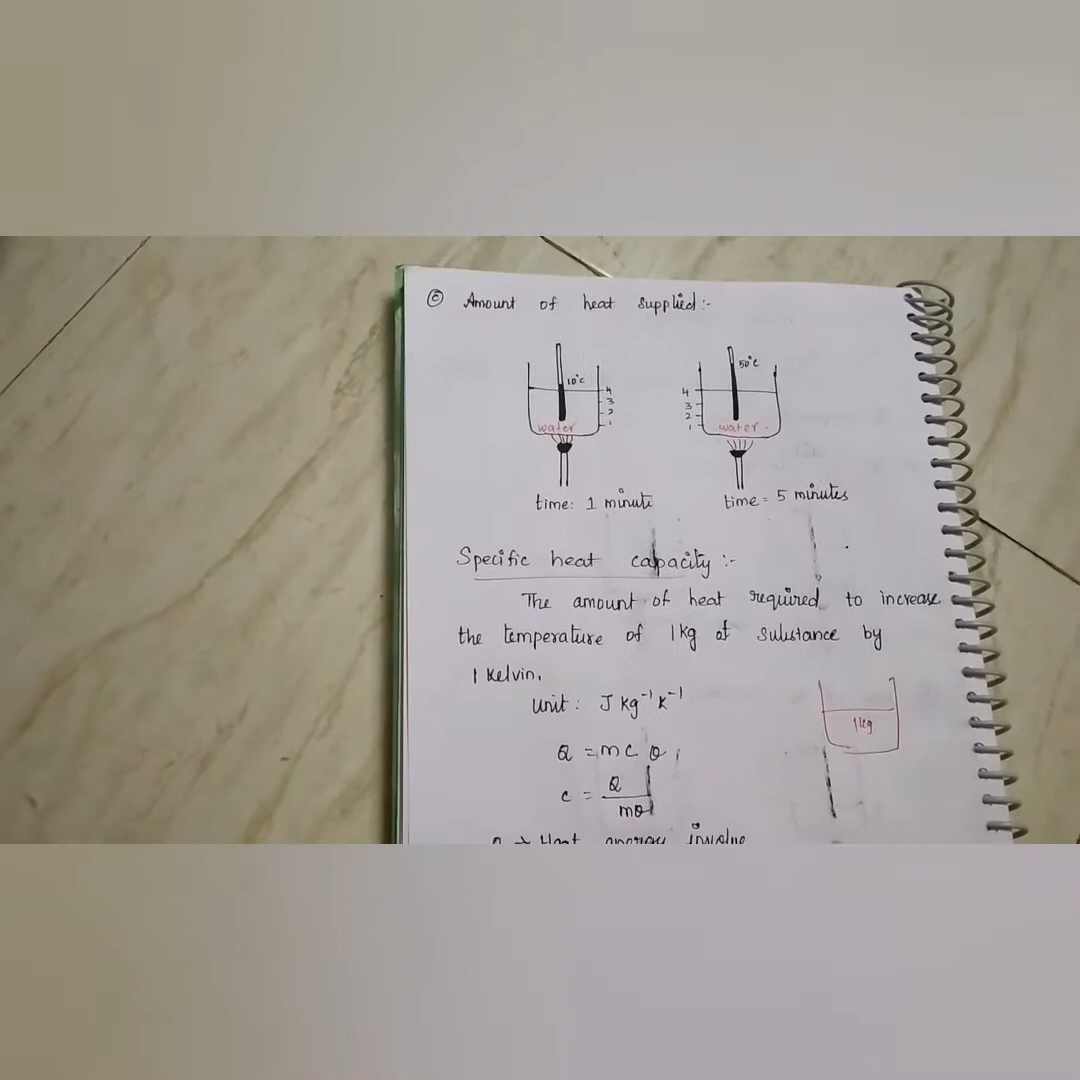 © Amount of heat supplied:-
10°c
50°c
4
3
2
1
4
3
2
1
water
water
time: 1 minute
time = 5 minutes
Specific heat capacity :-
The amount of heat required to increase
the temperature of 1kg of substance by
1 Kelvin.
Unit: J kg⁻¹ K⁻¹
1 kg
Q = m c θ
c = Q
mθ